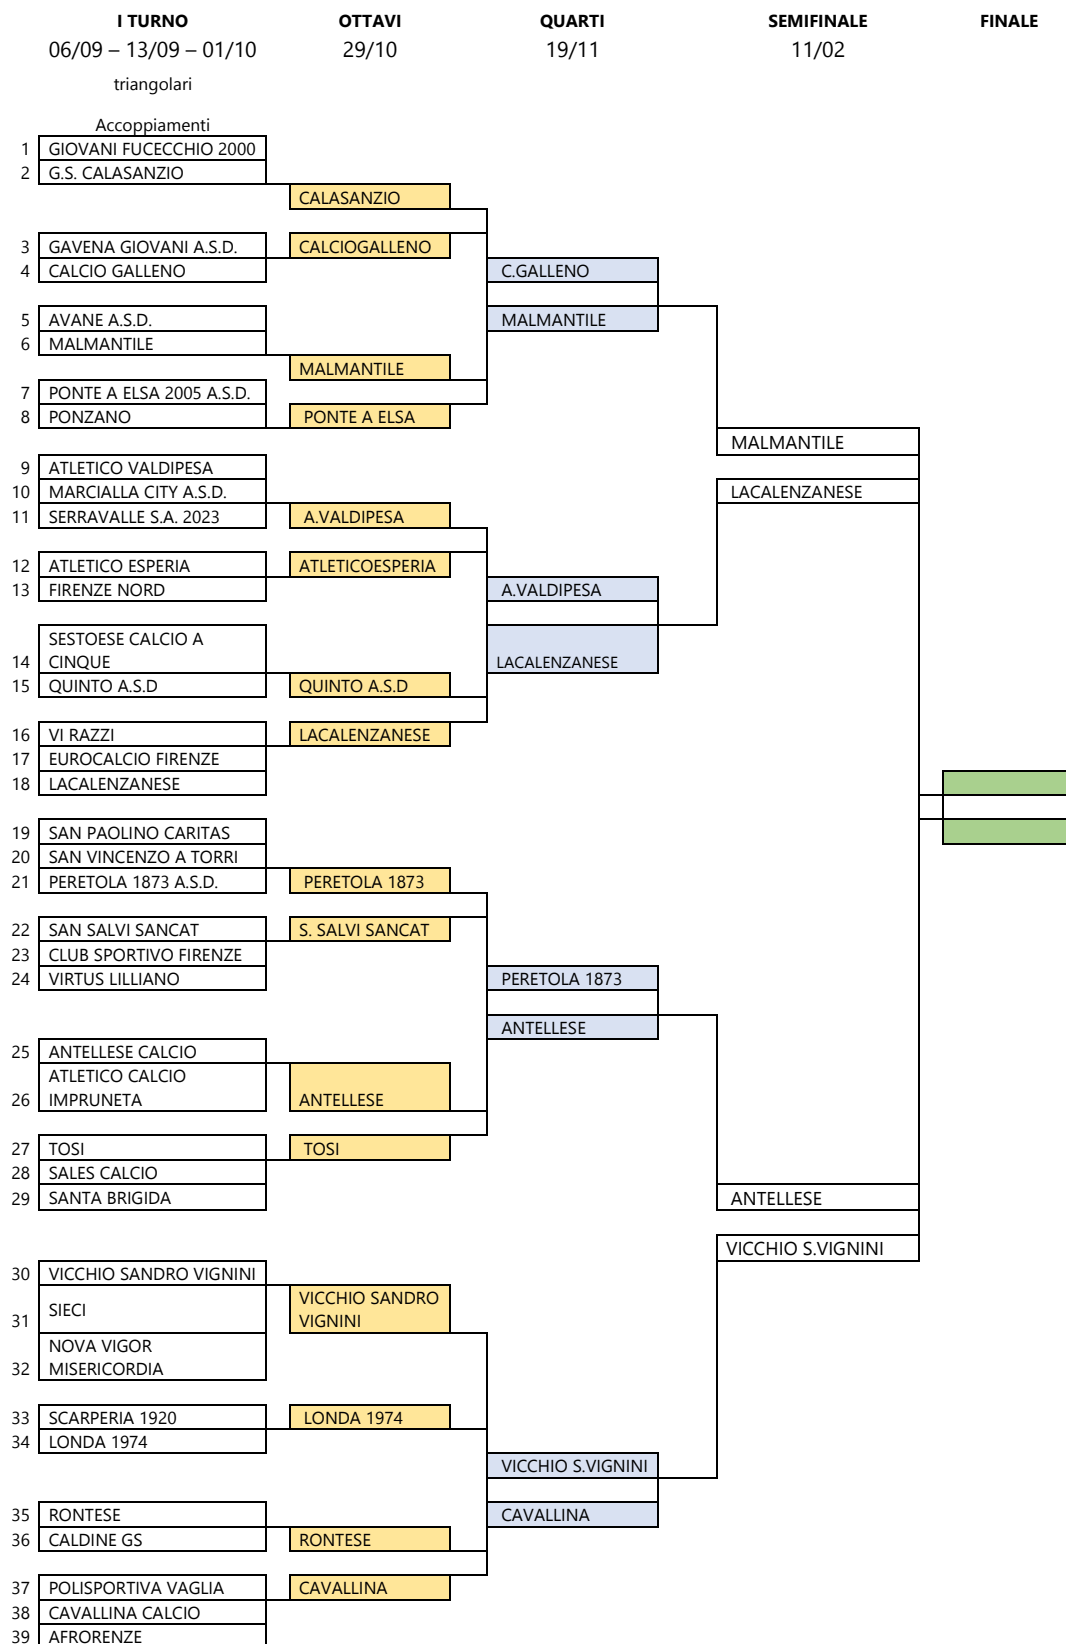 I TURNO OTTAVI QUARTI SEMIFINALE FINALE
06/09 – 13/09 – 01/10 29/10 19/11 11/02
triangolari
Accoppiamenti
1 GIOVANI FUCECCHIO 2000
2 G.S. CALASANZIO
CALASANZIO
3 GAVENA GIOVANI A.S.D. CALCIOGALLENO
4 CALCIO GALLENO C.GALLENO
5 AVANE A.S.D. MALMANTILE
6 MALMANTILE
MALMANTILE
7 PONTE A ELSA 2005 A.S.D.
8 PONZANO PONTE A ELSA
MALMANTILE
9 ATLETICO VALDIPESA
10 MARCIALLA CITY A.S.D. LACALENZANESE
11 SERRAVALLE S.A. 2023 A.VALDIPESA
12 ATLETICO ESPERIA ATLETICOESPERIA
13 FIRENZE NORD A.VALDIPESA
SESTOESE CALCIO A
14 CINQUE LACALENZANESE
15 QUINTO A.S.D QUINTO A.S.D
16 VI RAZZI LACALENZANESE
17 EUROCALCIO FIRENZE
18 LACALENZANESE
19 SAN PAOLINO CARITAS
20 SAN VINCENZO A TORRI
21 PERETOLA 1873 A.S.D. PERETOLA 1873
22 SAN SALVI SANCAT S. SALVI SANCAT
23 CLUB SPORTIVO FIRENZE
24 VIRTUS LILLIANO PERETOLA 1873
ANTELLESE
25 ANTELLESE CALCIO
ATLETICO CALCIO
26 IMPRUNETA ANTELLESE
27 TOSI TOSI
28 SALES CALCIO
29 SANTA BRIGIDA ANTELLESE
VICCHIO S.VIGNINI
30 VICCHIO SANDRO VIGNINI
VICCHIO SANDRO
31 SIECI VIGNINI
NOVA VIGOR
32 MISERICORDIA
33 SCARPERIA 1920 LONDA 1974
34 LONDA 1974
VICCHIO S.VIGNINI
35 RONTESE CAVALLINA
36 CALDINE GS RONTESE
37 POLISPORTIVA VAGLIA CAVALLINA
38 CAVALLINA CALCIO
39 AFRORENZE